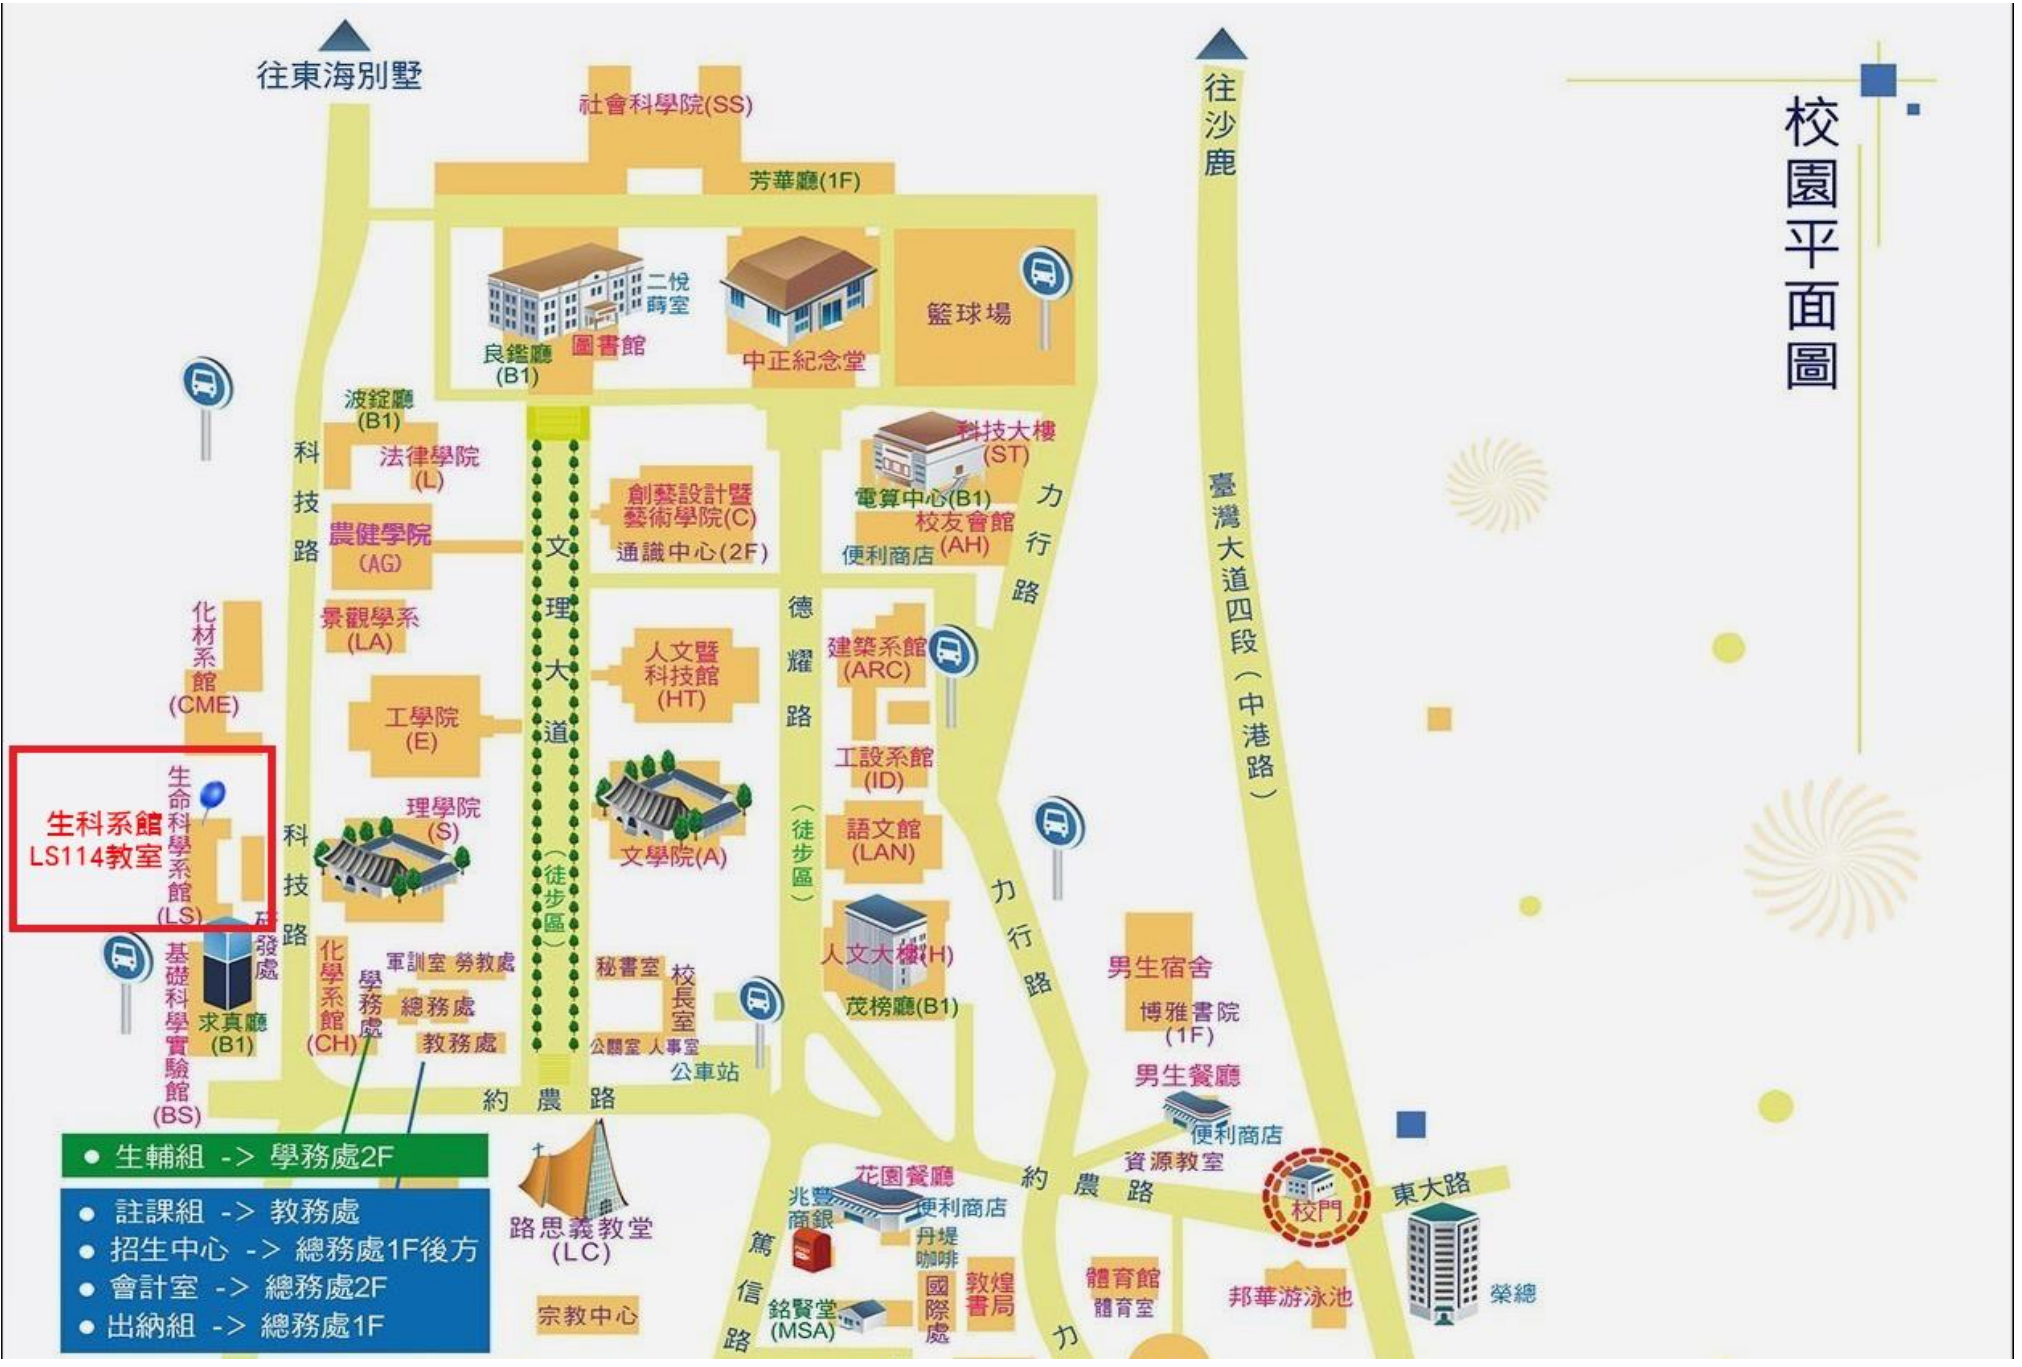 往東海別墅
社會科學院(SS)
芳華廳(1F)
往沙鹿
校園平面圖
二悅
蒔室
良鑑廳
(B1)
圖書館
中正紀念堂
籃球場
波錠廳
(B1)
法律學院
(L)
科技路
農健學院
(AG)
創藝設計暨
藝術學院(C)
通識中心(2F)
科技大樓
(ST)
電算中心(B1)
校友會館
(AH)
便利商店
力行路
臺灣大道四段(中港路)
文理大道
(徒步區)
德耀路
(徒步區)
化材系館
(CME)
景觀學系
(LA)
人文暨
科技館
(HT)
建築系館
(ARC)
工學院
(E)
工設系館
(ID)
生科系館
LS114教室
生命科學系館
(LS)
科技路
理學院
(S)
文學院(A)
語文館
(LAN)
力行路
人文大樓(H)
茂榜廳(B1)
研發處
基礎科學實驗館
(BS)
求真廳
(B1)
化學系館
(CH)
學務處
軍訓室 勞教處
總務處
教務處
秘書室
校長室
公關室 人事室
公車站
男生宿舍
博雅書院
(1F)
男生餐廳
便利商店
資源教室
約農路
約農路
校門
東大路
榮總
邦華游泳池
體育館
體育室
花園餐廳
便利商店
兆豐
商銀
丹堤
咖啡
敦煌
書局
國際處
銘賢堂
(MSA)
篤信路
力
路思義教堂
(LC)
宗教中心
● 生輔組 -> 學務處2F
● 註課組 -> 教務處
● 招生中心 -> 總務處1F後方
● 會計室 -> 總務處2F
● 出納組 -> 總務處1F